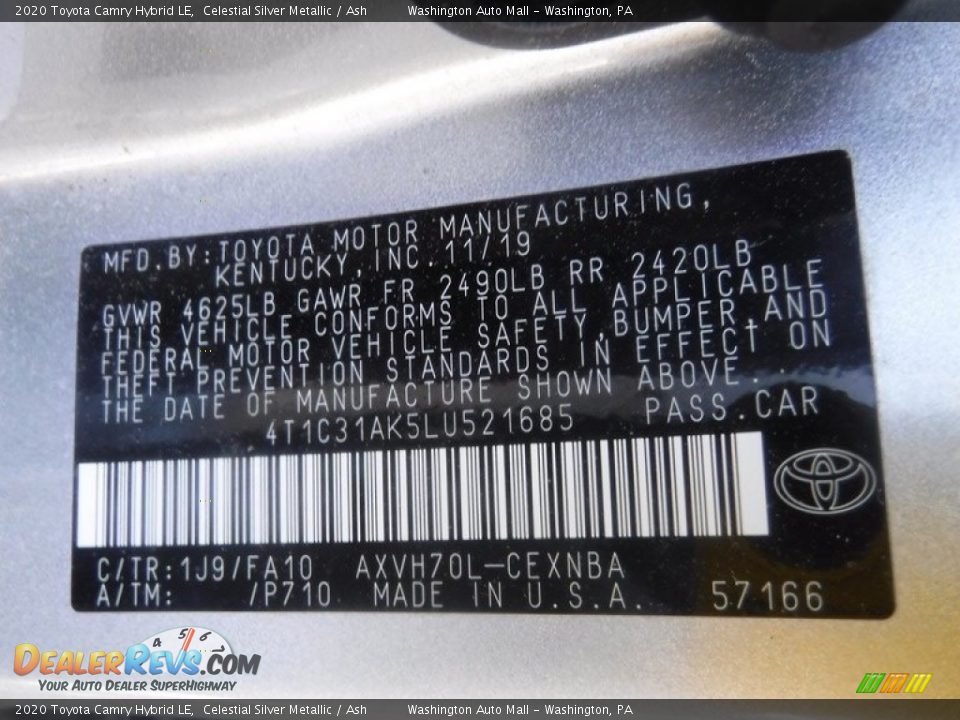 2020 Toyota Camry Hybrid LE, Celestial Silver Metallic / Ash Washington Auto Mall - Washington, PA
MFD.BY:TOYOTA MOTOR MANUFACTURING,
KENTUCKY,INC.11/19
GVWR 4625LB GAWR FR 2490LB RR 2420LB
THIS VEHICLE CONFORMS TO ALL APPLICABLE
FEDERAL MOTOR VEHICLE SAFETY,BUMPER,AND
THEFT PREVENTION STANDARDS IN EFFECT ON
THE DATE OF MANUFACTURE SHOWN ABOVE.
4T1C31AK5LU521685 PASS.CAR
C/TR:1J9/FA10 AXVH70L-CEXNBA
A/TM: /P710 MADE IN U.S.A. 57166
4 5 6
DealerRevs.com
Your Auto Dealer SuperHighway
2020 Toyota Camry Hybrid LE, Celestial Silver Metallic / Ash Washington Auto Mall - Washington, PA